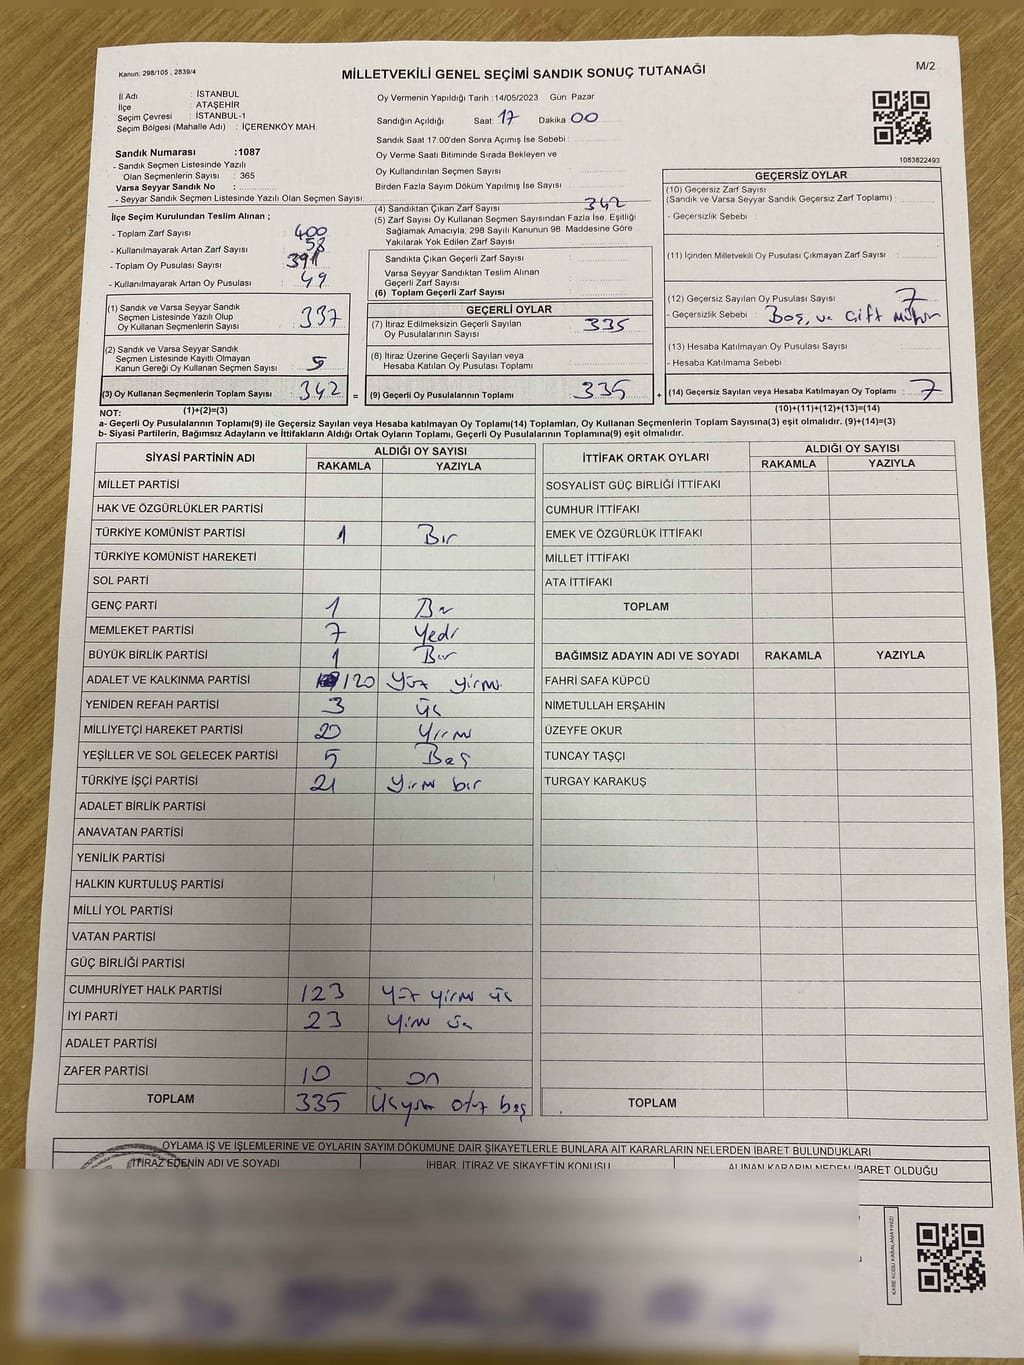 Kanun; 298/105 , 2839/4
MİLLETVEKİLİ GENEL SEÇİMİ SANDIK SONUÇ TUTANAĞI
M/2
İl Adı : İSTANBUL
İlçe : ATAŞEHİR
Seçim Çevresi : İSTANBUL-1
Seçim Bölgesi (Mahalle Adı) : İÇERENKÖY MAH.
Oy Vermenin Yapıldığı Tarih :14/05/2023 Gün Pazar
Sandığın Açıldığı Saat: 17 Dakika 00
Sandık Saat 17:00'den Sonra Açımış İse Sebebi :
Oy Verme Saati Bitiminde Sırada Bekleyen ve
Oy Kullandırılan Seçmen Sayısı
Birden Fazla Sayım Döküm Yapılmış İse Sayısı
1083822493
Sandık Numarası :1087
- Sandık Seçmen Listesinde Yazılı
Olan Seçmenlerin Sayısı : 365
Varsa Seyyar Sandık No :
- Seyyar Sandık Seçmen Listesinde Yazılı Olan Seçmen Sayısı
İlçe Seçim Kurulundan Teslim Alınan ;
- Toplam Zarf Sayısı 400
- Kullanılmayarak Artan Zarf Sayısı 58
- Toplam Oy Pusulası Sayısı 391
- Kullanılmayarak Artan Oy Pusulası 49
(1) Sandık ve Varsa Seyyar Sandık
Seçmen Listesinde Yazılı Olup
Oy Kullanan Seçmenlerin Sayısı 337
(2) Sandık ve Varsa Seyyar Sandık
Seçmen Listesinde Kayıtlı Olmayan
Kanun Gereği Oy Kullanan Seçmen Sayısı 5
(3) Oy Kullanan Seçmenlerin Toplam Sayısı 342 =
(1)+(2)=(3)
(4) Sandıktan Çıkan Zarf Sayısı 342
(5) Zarf Sayısı Oy Kullanan Seçmen Sayısından Fazla İse, Eşitliği
Sağlamak Amacıyla, 298 Sayılı Kanunun 98. Maddesine Göre
Yakılarak Yok Edilen Zarf Sayısı
Sandıkta Çıkan Geçerli Zarf Sayısı
Varsa Seyyar Sandıktan Teslim Alınan
Geçerli Zarf Sayısı
(6) Toplam Geçerli Zarf Sayısı
GEÇERLİ OYLAR
(7) İtiraz Edilmeksizin Geçerli Sayılan
Oy Pusulalarının Sayısı 335
(8) İtiraz Üzerine Geçerli Sayılan veya
Hesaba Katılan Oy Pusulası Toplamı
(9) Geçerli Oy Pusulalarının Toplamı 335 +
GEÇERSİZ OYLAR
(10) Geçersiz Zarf Sayısı
(Sandık ve Varsa Seyyar Sandık Geçersiz Zarf Toplamı) :
- Geçersizlik Sebebi :
(11) İçinden Milletvekili Oy Pusulası Çıkmayan Zarf Sayısı
(12) Geçersiz Sayılan Oy Pusulası Sayısı 7
- Geçersizlik Sebebi : Boş, ve Çift mühür
(13) Hesaba Katılmayan Oy Pusulası Sayısı
- Hesaba Katılmama Sebebi
(14) Geçersiz Sayılan veya Hesaba Katılmayan Oy Toplamı : 7
(10)+(11)+(12)+(13)=(14)
NOT:
a- Geçerli Oy Pusulalarının Toplamı(9) ile Geçersiz Sayılan veya Hesaba katılmayan Oy Toplamı(14) Toplamları, Oy Kullanan Seçmenlerin Toplam Sayısına(3) eşit olmalıdır. (9)+(14)=(3)
b- Siyasi Partilerin, Bağımsız Adayların ve İttifakların Aldığı Ortak Oyların Toplamı, Geçerli Oy Pusulalarının Toplamına(9) eşit olmalıdır.
SİYASİ PARTİNİN ADI ALDIĞI OY SAYISI
RAKAMLA YAZIYLA
MİLLET PARTİSİ
HAK VE ÖZGÜRLÜKLER PARTİSİ
TÜRKİYE KOMÜNİST PARTİSİ 1 Bir
TÜRKİYE KOMÜNİST HAREKETİ
SOL PARTİ
GENÇ PARTİ 1 Bir
MEMLEKET PARTİSİ 7 Yedi
BÜYÜK BİRLİK PARTİSİ 1 Bir
ADALET VE KALKINMA PARTİSİ 120 Yüz yirmi
YENİDEN REFAH PARTİSİ 3 üç
MİLLİYETÇİ HAREKET PARTİSİ 20 Yirmi
YEŞİLLER VE SOL GELECEK PARTİSİ 5 Beş
TÜRKİYE İŞÇİ PARTİSİ 21 Yirmi bir
ADALET BİRLİK PARTİSİ
ANAVATAN PARTİSİ
YENİLİK PARTİSİ
HALKIN KURTULUŞ PARTİSİ
MİLLİ YOL PARTİSİ
VATAN PARTİSİ
GÜÇ BİRLİĞİ PARTİSİ
CUMHURİYET HALK PARTİSİ 123 Yüz yirmi üç
İYİ PARTİ 23 Yirmi üç
ADALET PARTİSİ
ZAFER PARTİSİ 10 on
TOPLAM 335 Üçyüz otuz beş
İTTİFAK ORTAK OYLARI ALDIĞI OY SAYISI
RAKAMLA YAZIYLA
SOSYALİST GÜÇ BİRLİĞİ İTTİFAKI
CUMHUR İTTİFAKI
EMEK VE ÖZGÜRLÜK İTTİFAKI
MİLLET İTTİFAKI
ATA İTTİFAKI
TOPLAM
BAĞIMSIZ ADAYIN ADI VE SOYADI RAKAMLA YAZIYLA
FAHRİ SAFA KÜPCÜ
NİMETULLAH ERŞAHİN
ÜZEYFE OKUR
TUNCAY TAŞÇI
TURGAY KARAKUŞ
TOPLAM
OYLAMA İŞ VE İŞLEMLERİNE VE OYLARIN SAYIM DÖKÜMÜNE DAİR ŞİKAYETLERLE BUNLARA AİT KARARLARIN NELERDEN İBARET BULUNDUKLARI
İTİRAZ EDENİN ADI VE SOYADI İHBAR, İTİRAZ VE ŞİKAYETİN KONUSU ALINAN KARARIN NEDEN İBARET OLDUĞU
KARE KODU KARALAMAYINIZ!